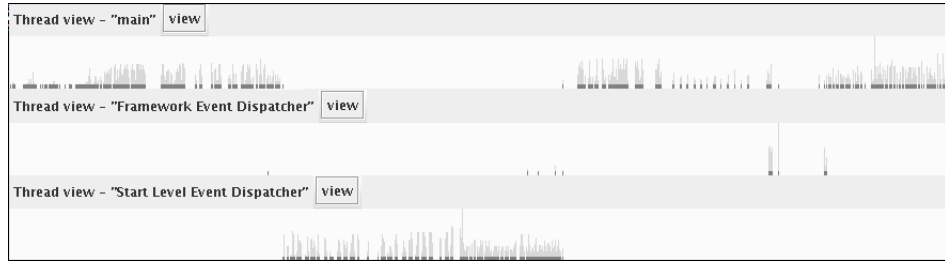 Thread view - "main" view
Thread view - "Framework Event Dispatcher" view
Thread view - "Start Level Event Dispatcher" view